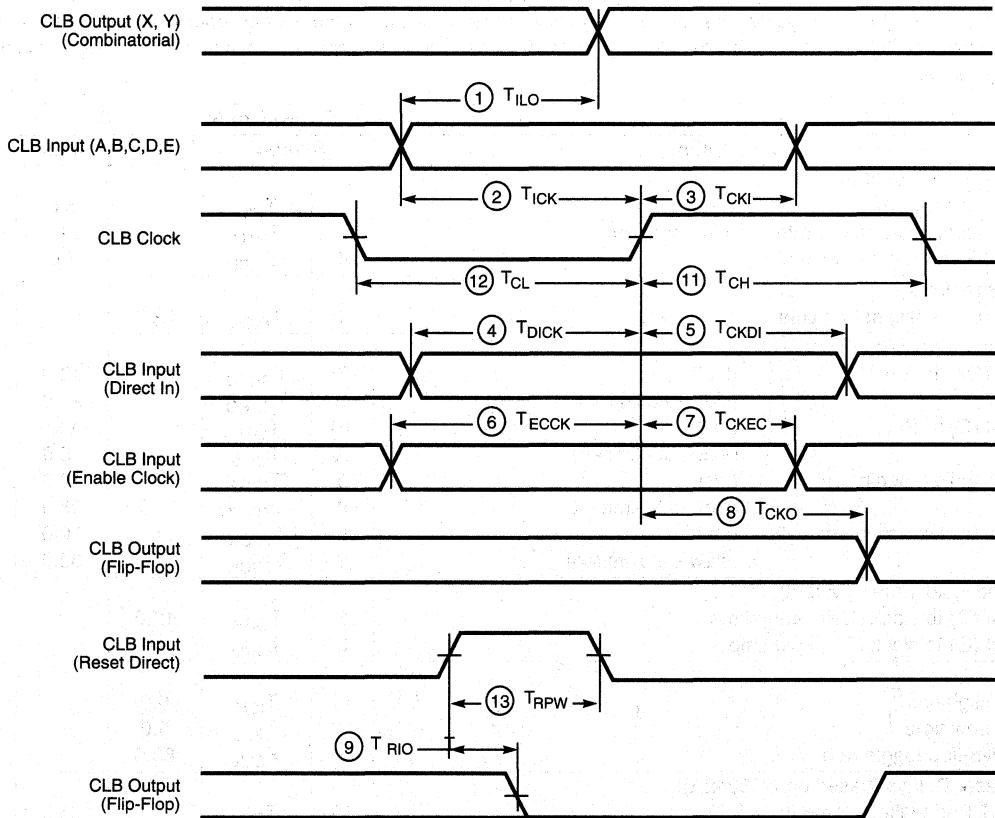 CLB Output (X, Y)
(Combinatorial)
1 TILO
CLB Input (A,B,C,D,E)
2 TICK
3 TCKI
CLB Clock
12 TCL
11 TCH
4 TDICK
5 TCKDI
CLB Input
(Direct In)
6 TECCK
7 TCKEC
CLB Input
(Enable Clock)
8 TCKO
CLB Output
(Flip-Flop)
CLB Input
(Reset Direct)
13 TRPW
9 T RIO
CLB Output
(Flip-Flop)